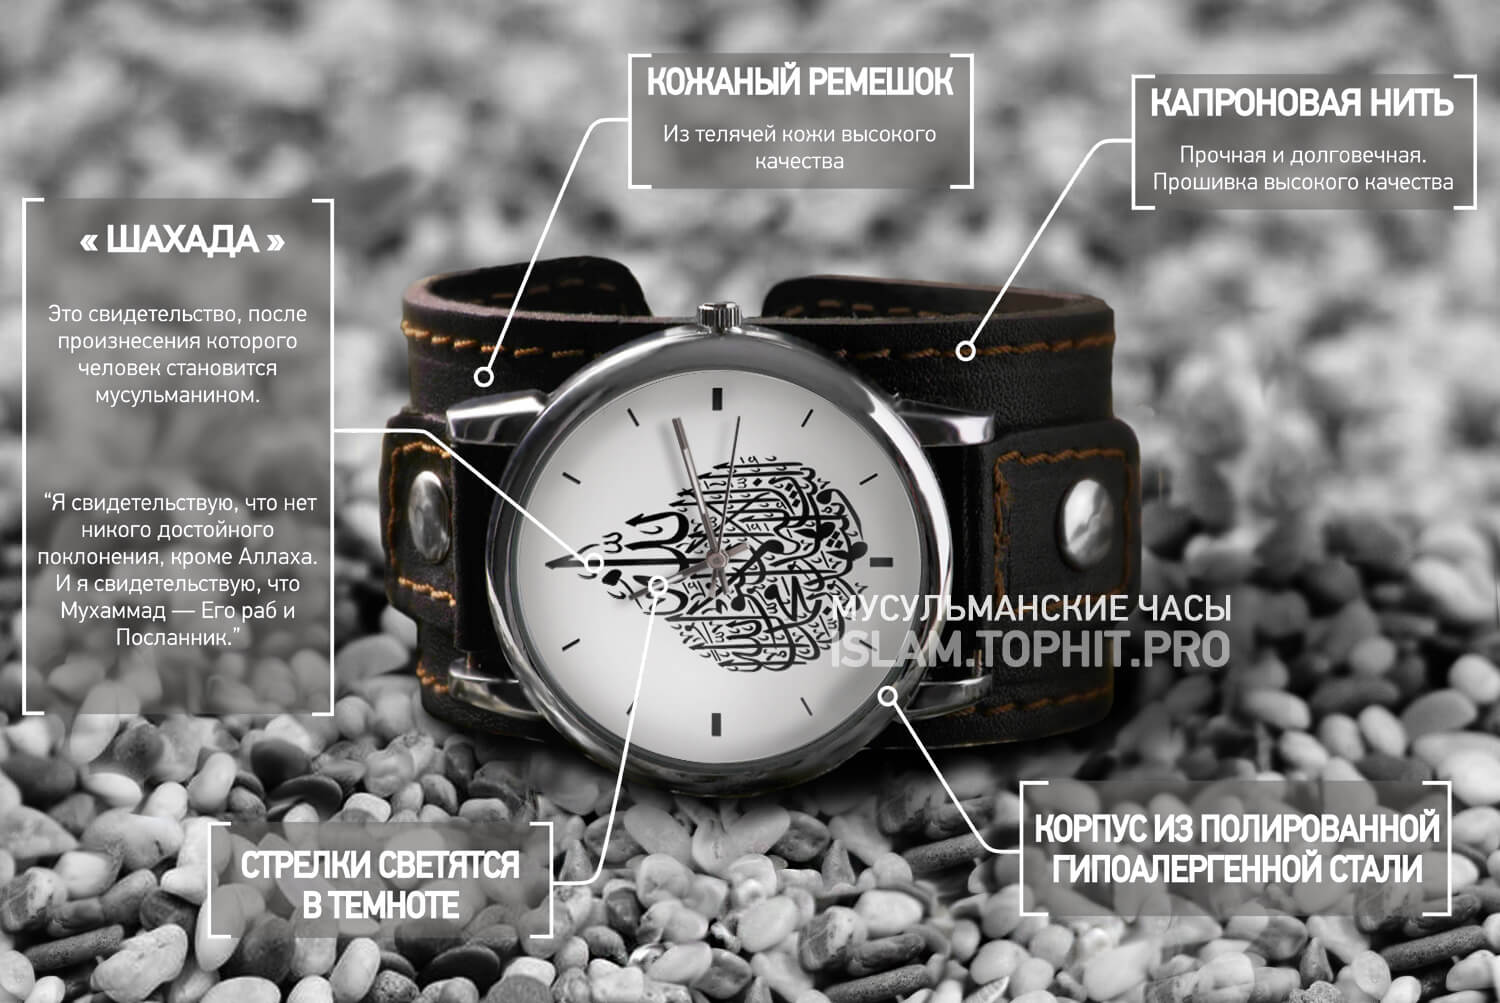 КОЖАНЫЙ РЕМЕШОК
Из телячей кожи высокого
качества
КАПРОНОВАЯ НИТЬ
Прочная и долговечная.
Прошивка высокого качества
« ШАХАДА »
Это свидетельство, после
произнесения которого
человек становится
мусульманином.
“Я свидетельствую, что нет
никого достойного
поклонения, кроме Аллаха.
И я свидетельствую, что
Мухаммад — Его раб и
Посланник.”
МУСУЛЬМАНСКИЕ ЧАСЫ
ISLAM.TOPHIT.PRO
СТРЕЛКИ СВЕТЯТСЯ
В ТЕМНОТЕ
КОРПУС ИЗ ПОЛИРОВАННОЙ
ГИПОАЛЕРГЕННОЙ СТАЛИ